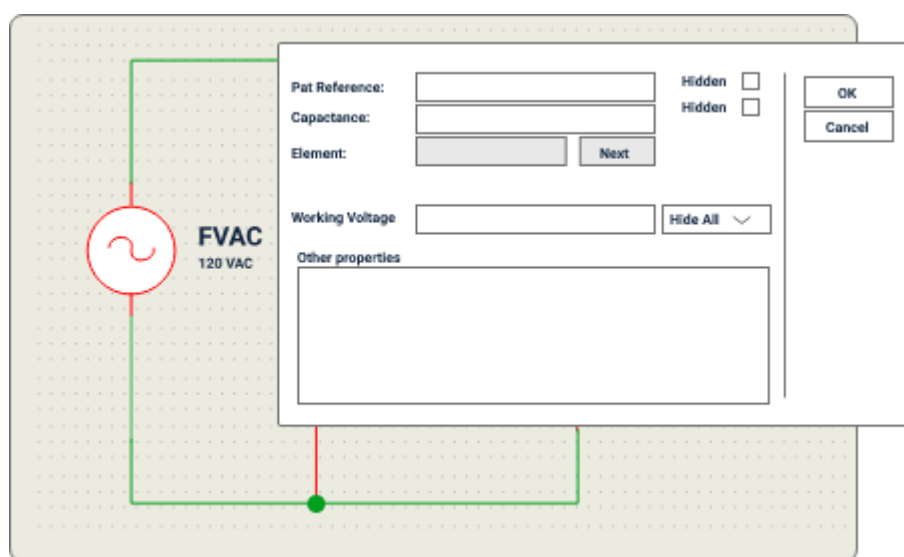 Pat Reference:
Hidden
OK
Hidden
Capactance:
Cancel
Element:
Next
Working Voltage
Hide All
FVAC
120 VAC
Other properties